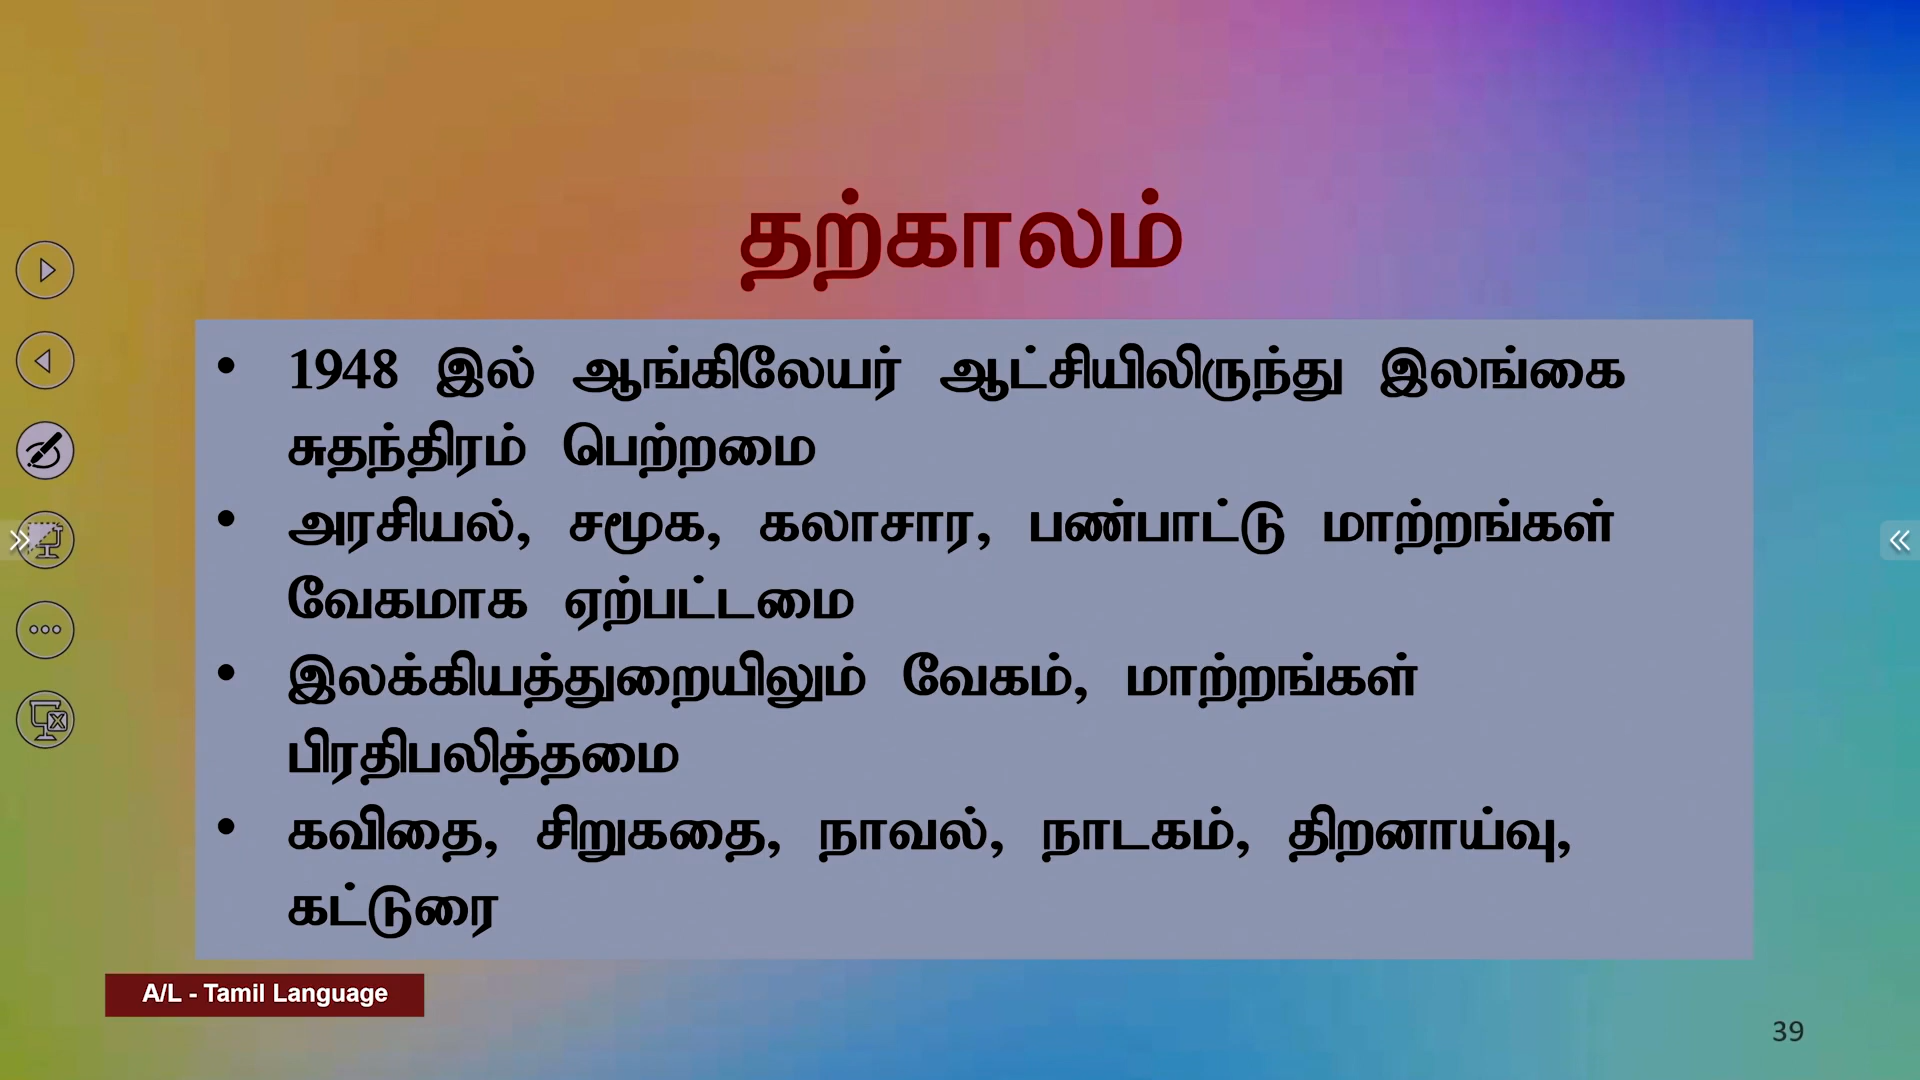 தற்காலம்
• 1948 இல் ஆங்கிலேயர் ஆட்சியிலிருந்து இலங்கை
சுதந்திரம் பெற்றமை
• அரசியல், சமூக, கலாசார, பண்பாட்டு மாற்றங்கள்
வேகமாக ஏற்பட்டமை
• இலக்கியத்துறையிலும் வேகம், மாற்றங்கள்
பிரதிபலித்தமை
• கவிதை, சிறுகதை, நாவல், நாடகம், திறனாய்வு,
கட்டுரை
A/L - Tamil Language
39